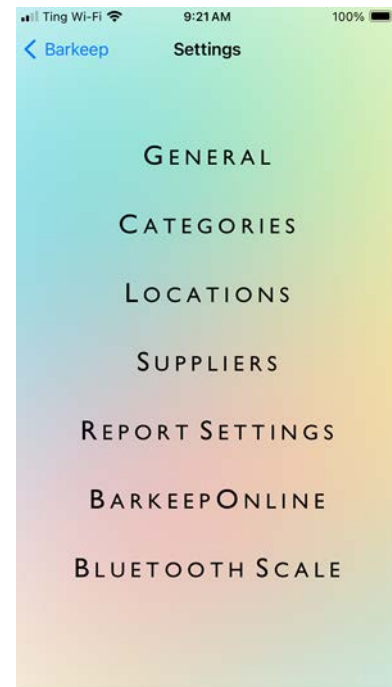 Ting Wi-Fi 9:21 AM 100%
Barkeep Settings
GENERAL
CATEGORIES
LOCATIONS
SUPPLIERS
REPORT SETTINGS
BARKEEPONLINE
BLUETOOTH SCALE